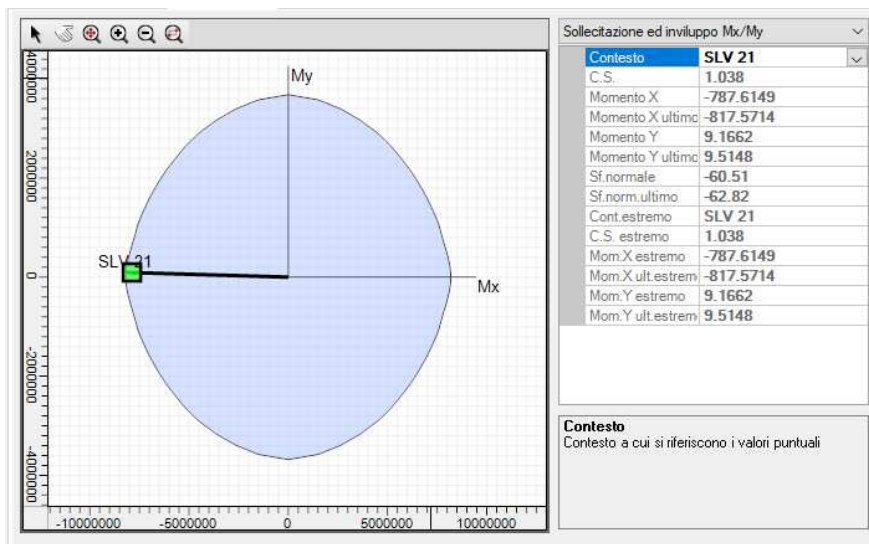 Sollecitazione ed inviluppo Mx/My
My
Mx
SLV 21
4000000
2000000
0
-2000000
-4000000
-10000000 -5000000 0 5000000 10000000
Contesto SLV 21
C.S. 1.038
Momento X -787.6149
Momento X ultimo -817.5714
Momento Y 9.1662
Momento Y ultimo 9.5148
Sf.normale -60.51
Sf.norm.ultimo -62.82
Cont.estremo SLV 21
C.S. estremo 1.038
Mom.X estremo -787.6149
Mom.X ult.estrem -817.5714
Mom.Y estremo 9.1662
Mom.Y ult.estrem 9.5148
Contesto
Contesto a cui si riferiscono i valori puntuali